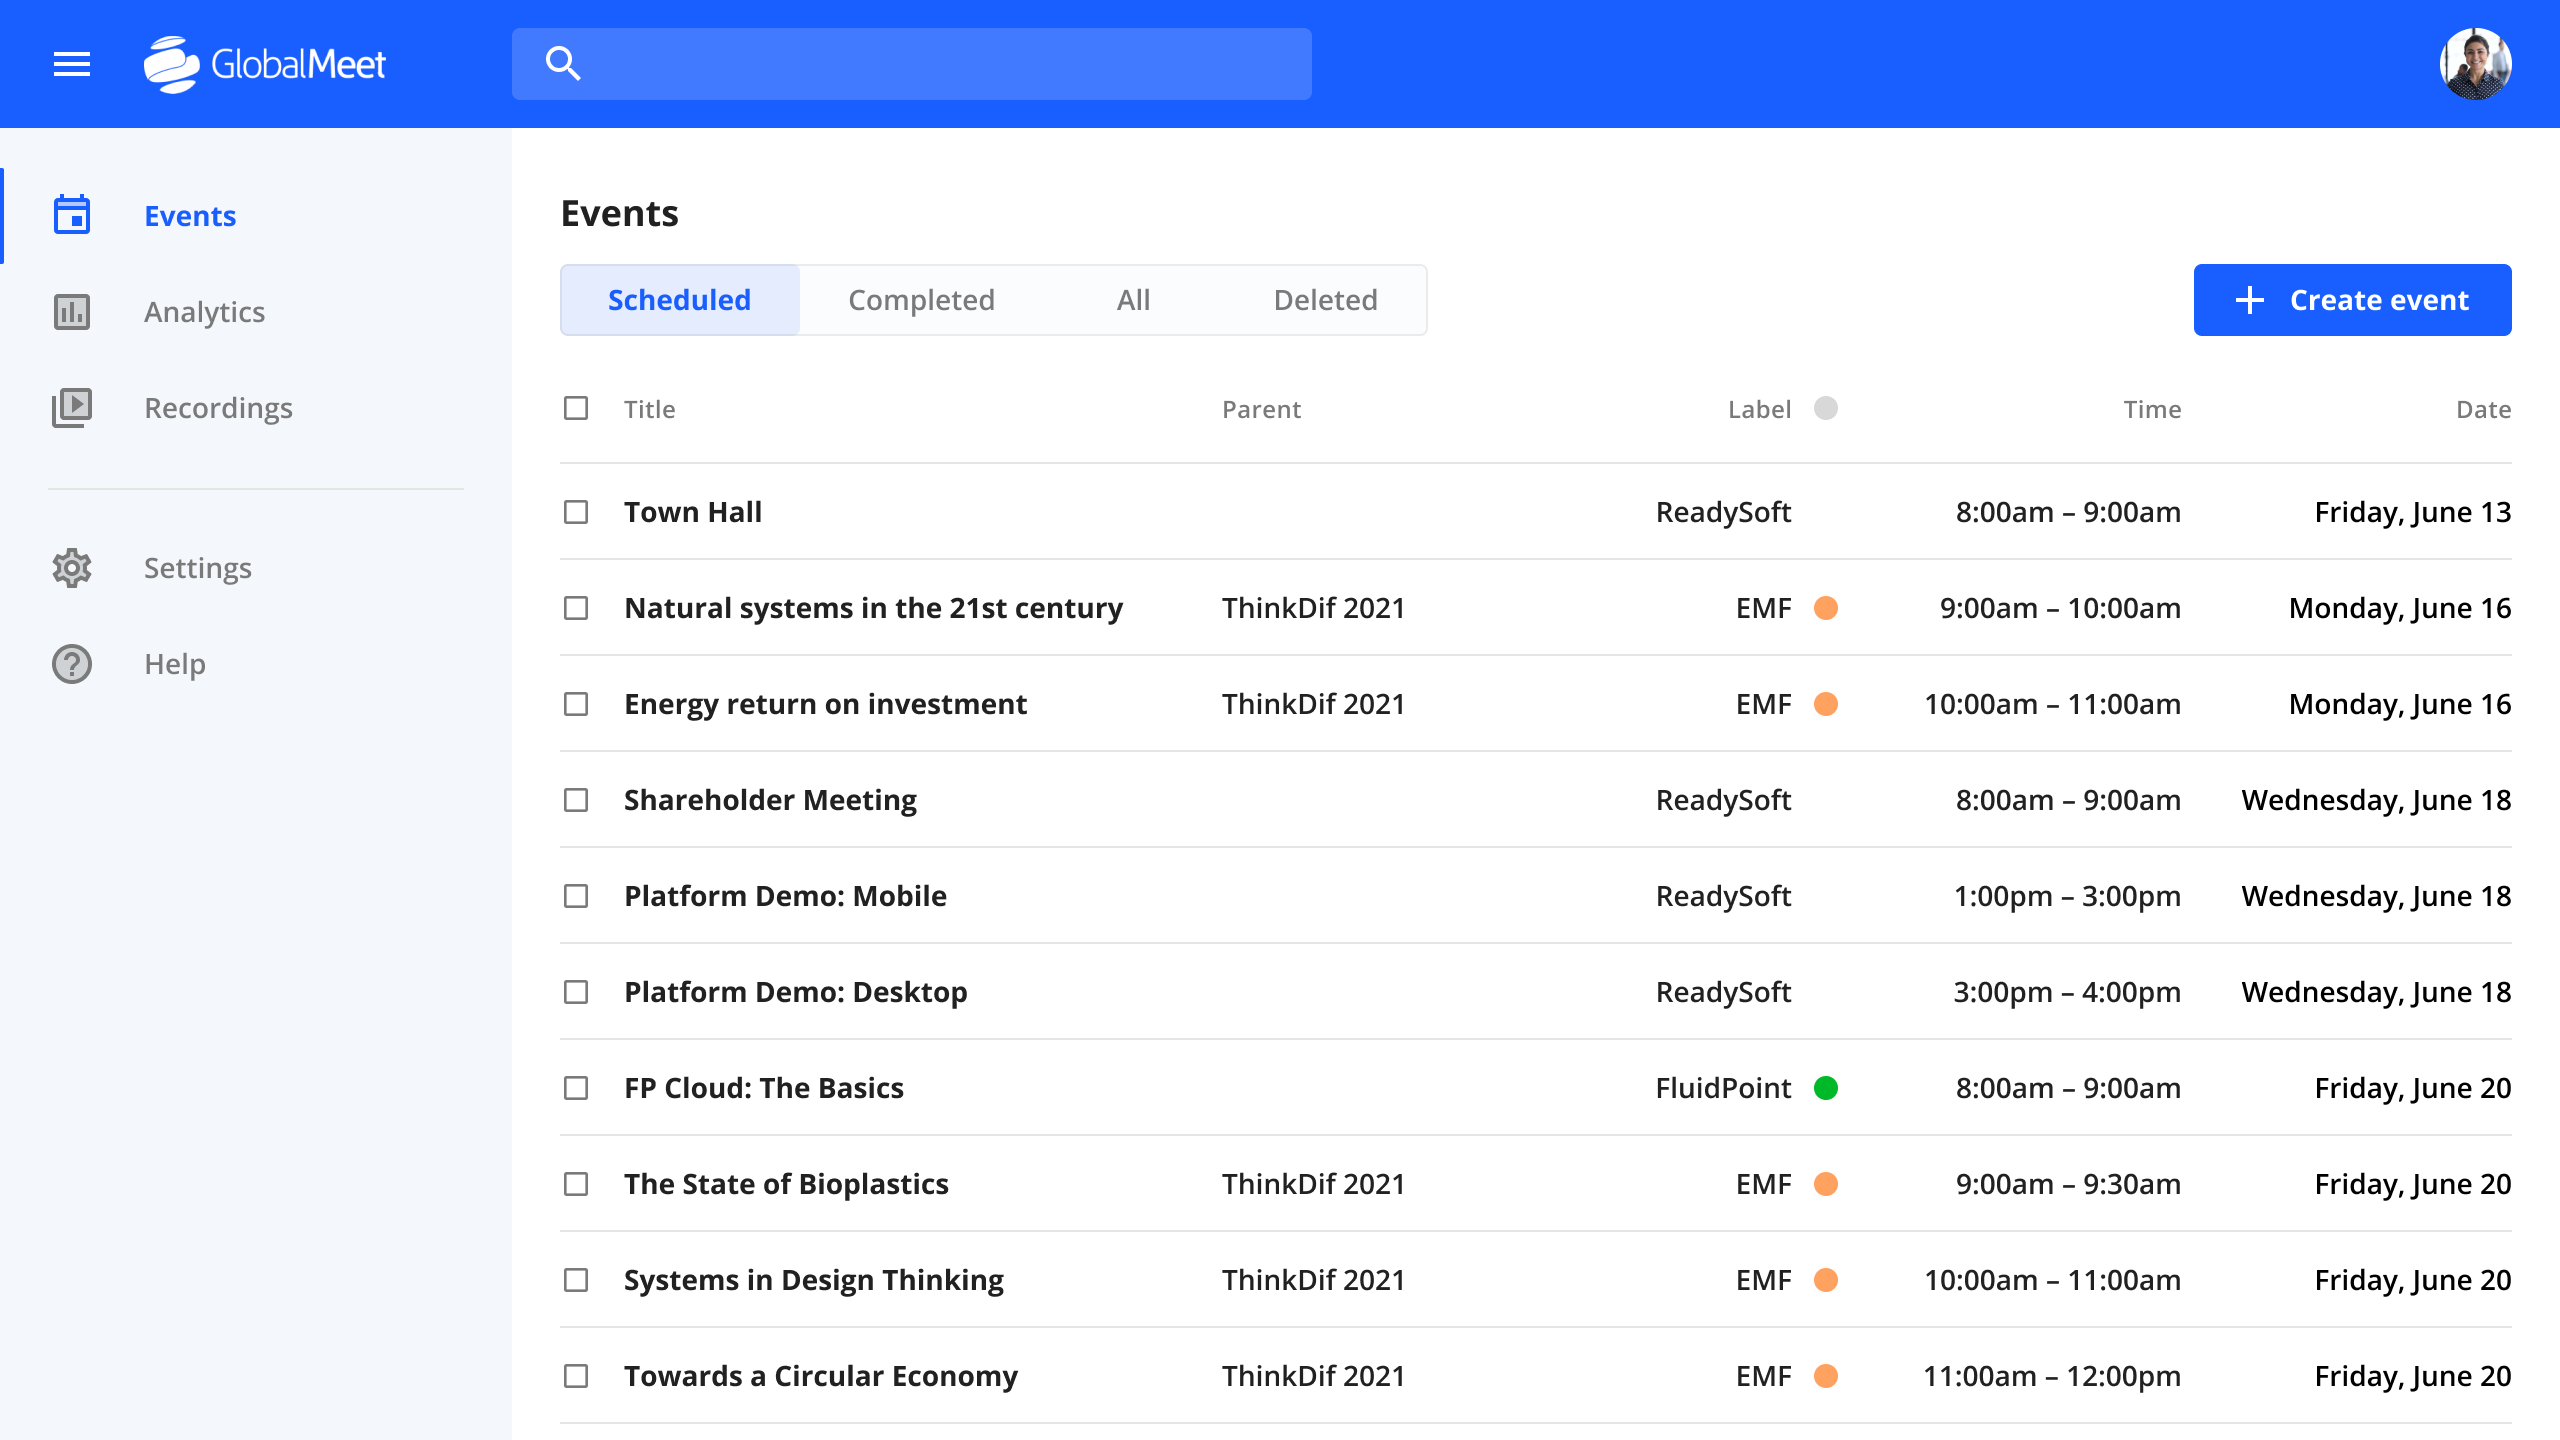 GlobalMeet
Events
Analytics
Recordings
Settings
Help
Events
Scheduled Completed All Deleted
Create event
Title Parent Label Time Date
Town Hall ReadySoft 8:00am – 9:00am Friday, June 13
Natural systems in the 21st century ThinkDif 2021 EMF 9:00am – 10:00am Monday, June 16
Energy return on investment ThinkDif 2021 EMF 10:00am – 11:00am Monday, June 16
Shareholder Meeting ReadySoft 8:00am – 9:00am Wednesday, June 18
Platform Demo: Mobile ReadySoft 1:00pm – 3:00pm Wednesday, June 18
Platform Demo: Desktop ReadySoft 3:00pm – 4:00pm Wednesday, June 18
FP Cloud: The Basics FluidPoint 8:00am – 9:00am Friday, June 20
The State of Bioplastics ThinkDif 2021 EMF 9:00am – 9:30am Friday, June 20
Systems in Design Thinking ThinkDif 2021 EMF 10:00am – 11:00am Friday, June 20
Towards a Circular Economy ThinkDif 2021 EMF 11:00am – 12:00pm Friday, June 20